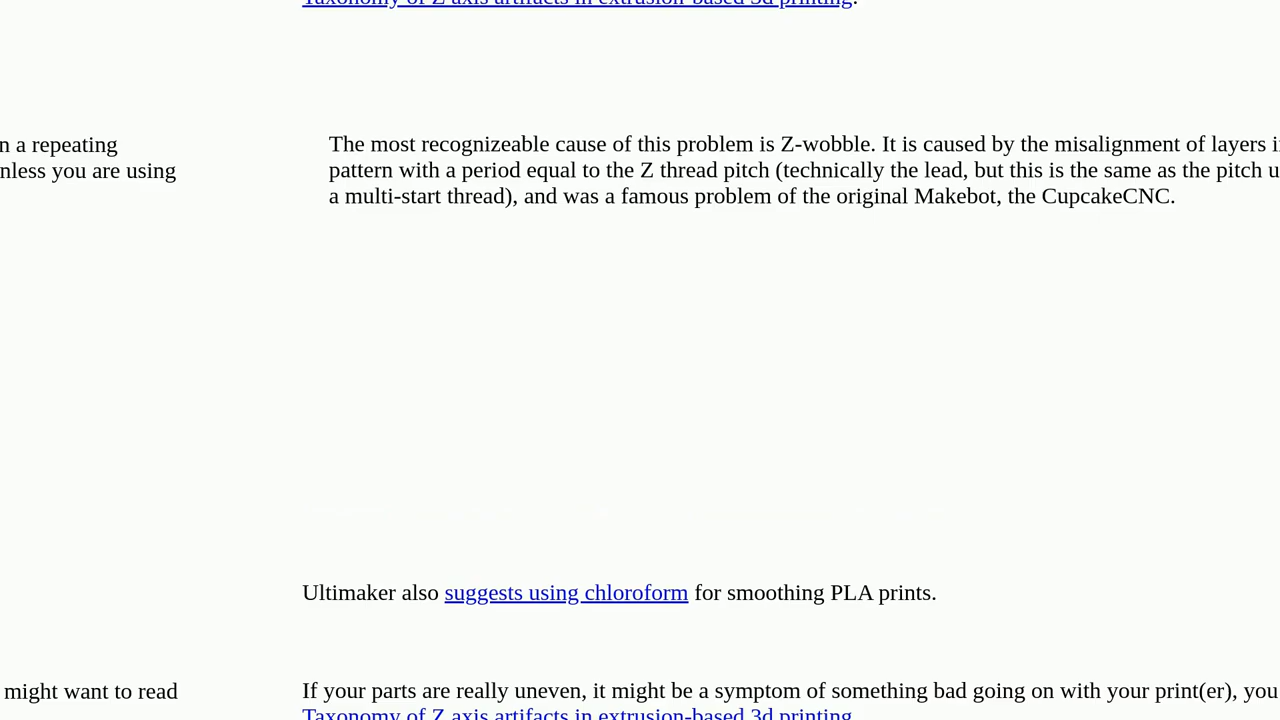 Taxonomy of Z axis artifacts in extrusion-based 3d printing.
n a repeating
nless you are using
The most recognizeable cause of this problem is Z-wobble. It is caused by the misalignment of layers i
pattern with a period equal to the Z thread pitch (technically the lead, but this is the same as the pitch u
a multi-start thread), and was a famous problem of the original Makebot, the CupcakeCNC.
Ultimaker also suggests using chloroform for smoothing PLA prints.
might want to read
If your parts are really uneven, it might be a symptom of something bad going on with your print(er), you
Taxonomy of Z axis artifacts in extrusion-based 3d printing